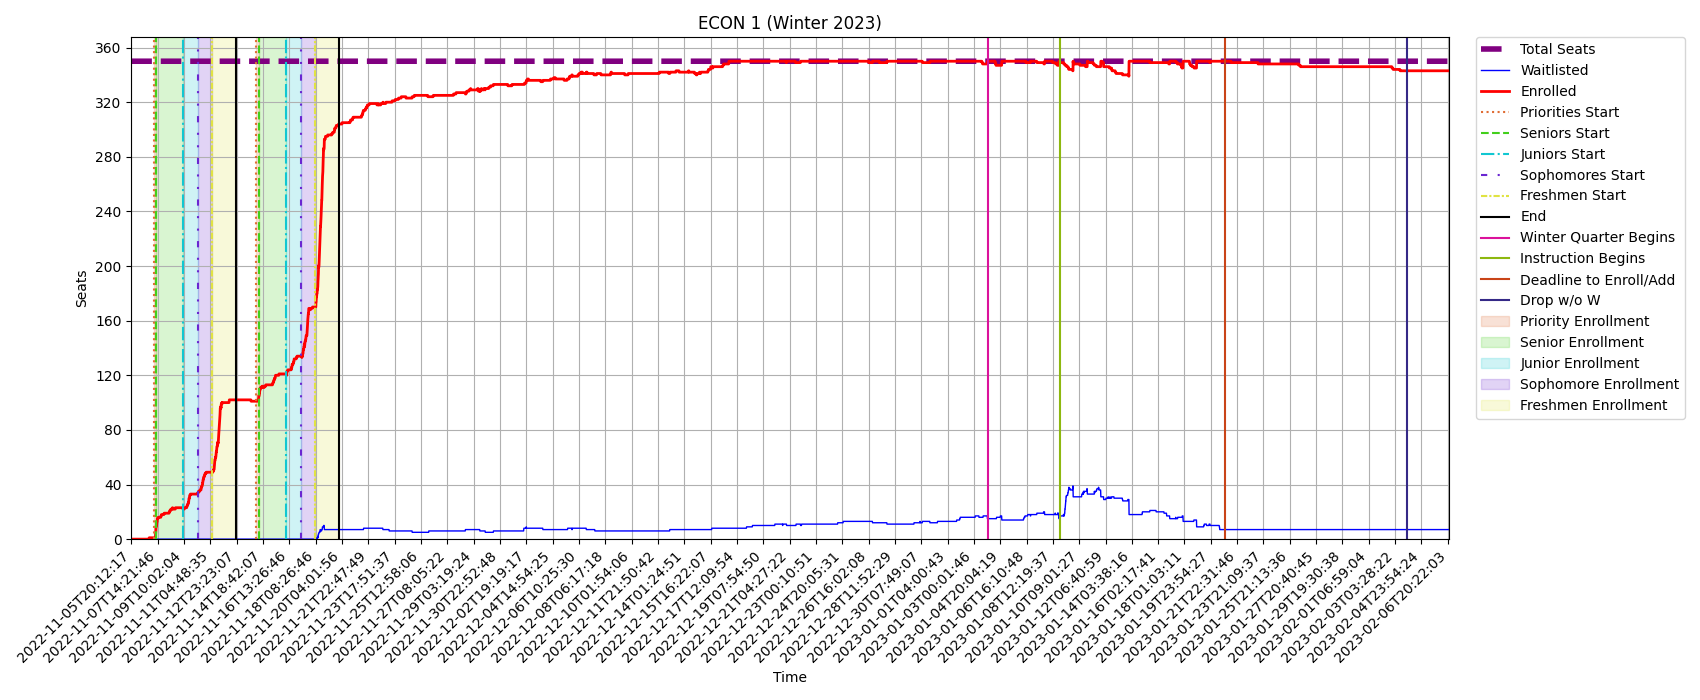 ECON 1 (Winter 2023)
Seats
360
320
280
240
200
160
120
80
40
0
2022-11-05T20:12:17
2022-11-07T14:21:46
2022-11-09T10:02:04
2022-11-11T04:48:35
2022-11-12T23:23:07
2022-11-14T18:42:07
2022-11-16T13:26:46
2022-11-18T08:26:46
2022-11-20T04:01:56
2022-11-21T22:47:49
2022-11-23T17:51:37
2022-11-25T12:58:06
2022-11-27T08:05:22
2022-11-29T03:19:24
2022-11-30T22:52:48
2022-12-02T19:19:17
2022-12-04T14:54:25
2022-12-06T10:25:30
2022-12-08T06:17:18
2022-12-10T01:54:06
2022-12-11T21:50:42
2022-12-14T01:24:51
2022-12-15T16:22:07
2022-12-17T12:09:54
2022-12-19T07:54:50
2022-12-21T04:27:22
2022-12-23T00:10:51
2022-12-24T20:05:31
2022-12-26T16:02:08
2022-12-28T11:52:29
2022-12-30T07:49:07
2023-01-01T04:00:43
2023-01-03T00:01:46
2023-01-04T20:04:19
2023-01-06T16:10:48
2023-01-08T12:19:37
2023-01-10T09:01:27
2023-01-12T06:40:59
2023-01-14T03:38:16
2023-01-16T02:17:41
2023-01-18T01:03:11
2023-01-19T23:54:27
2023-01-21T22:31:46
2023-01-23T21:09:37
2023-01-25T21:13:36
2023-01-27T20:40:45
2023-01-29T19:30:38
2023-02-01T06:59:04
2023-02-03T03:28:22
2023-02-04T23:54:24
2023-02-06T20:22:03
Time
Total Seats
Waitlisted
Enrolled
Priorities Start
Seniors Start
Juniors Start
Sophomores Start
Freshmen Start
End
Winter Quarter Begins
Instruction Begins
Deadline to Enroll/Add
Drop w/o W
Priority Enrollment
Senior Enrollment
Junior Enrollment
Sophomore Enrollment
Freshmen Enrollment